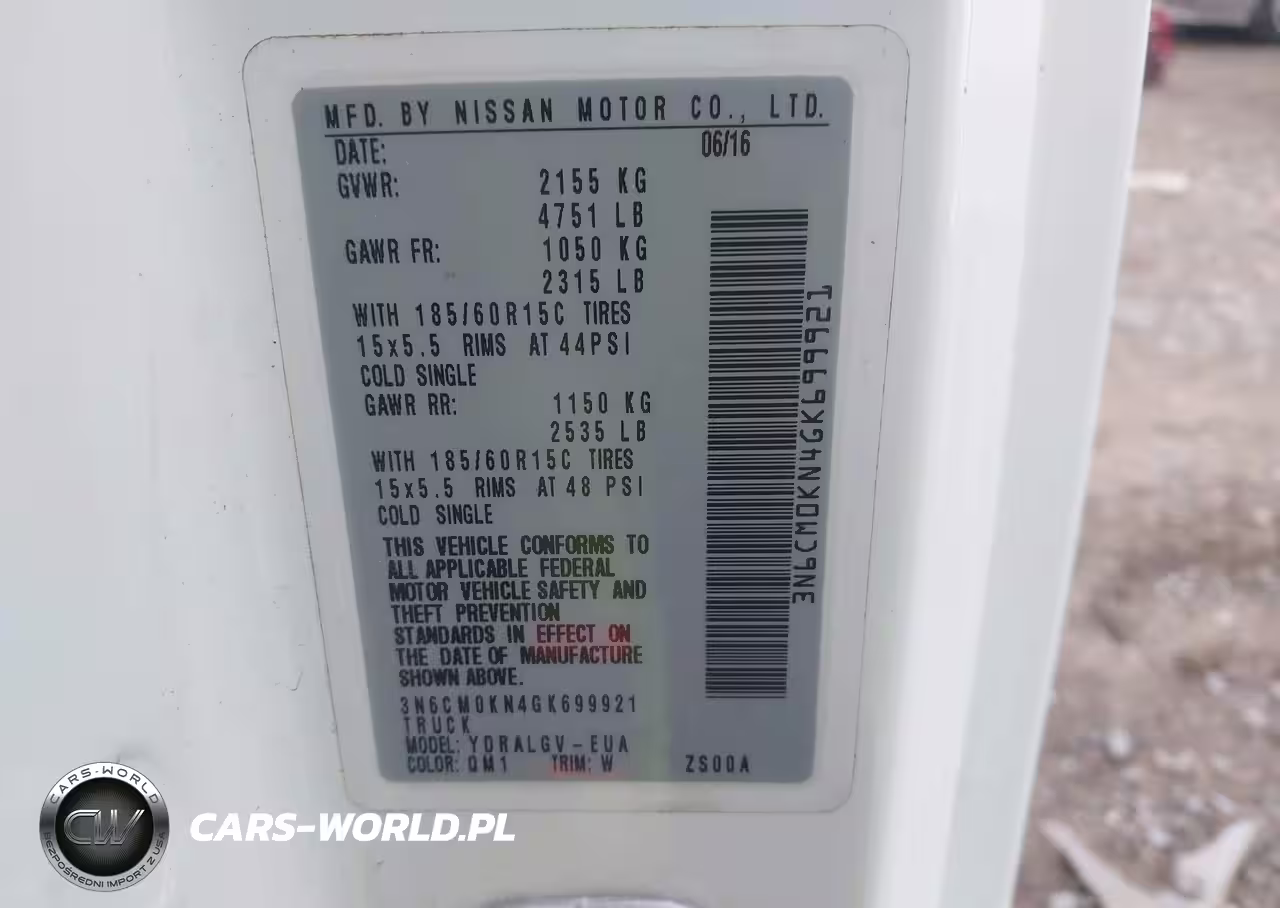 MFD. BY NISSAN MOTOR CO., LTD.
DATE: 06/16
GVWR: 2155 KG
4751 LB
GAWR FR: 1050 KG
2315 LB
WITH 185/60R15C TIRES
15x5.5 RIMS AT 44PSI
COLD SINGLE
GAWR RR: 1150 KG
2535 LB
WITH 185/60R15C TIRES
15x5.5 RIMS AT 48 PSI
COLD SINGLE
THIS VEHICLE CONFORMS TO
ALL APPLICABLE FEDERAL
MOTOR VEHICLE SAFETY AND
THEFT PREVENTION
STANDARDS IN EFFECT ON
THE DATE OF MANUFACTURE
SHOWN ABOVE.
3N6CM0KN4GK699921
TRUCK
MODEL: YDRALGV-EUA
COLOR: QM1 TRIM: W ZS00A
3N6CM0KN4GK699921
CARS-WORLD
CW
BEZPOŚREDNI IMPORT Z USA
CARS-WORLD.PL